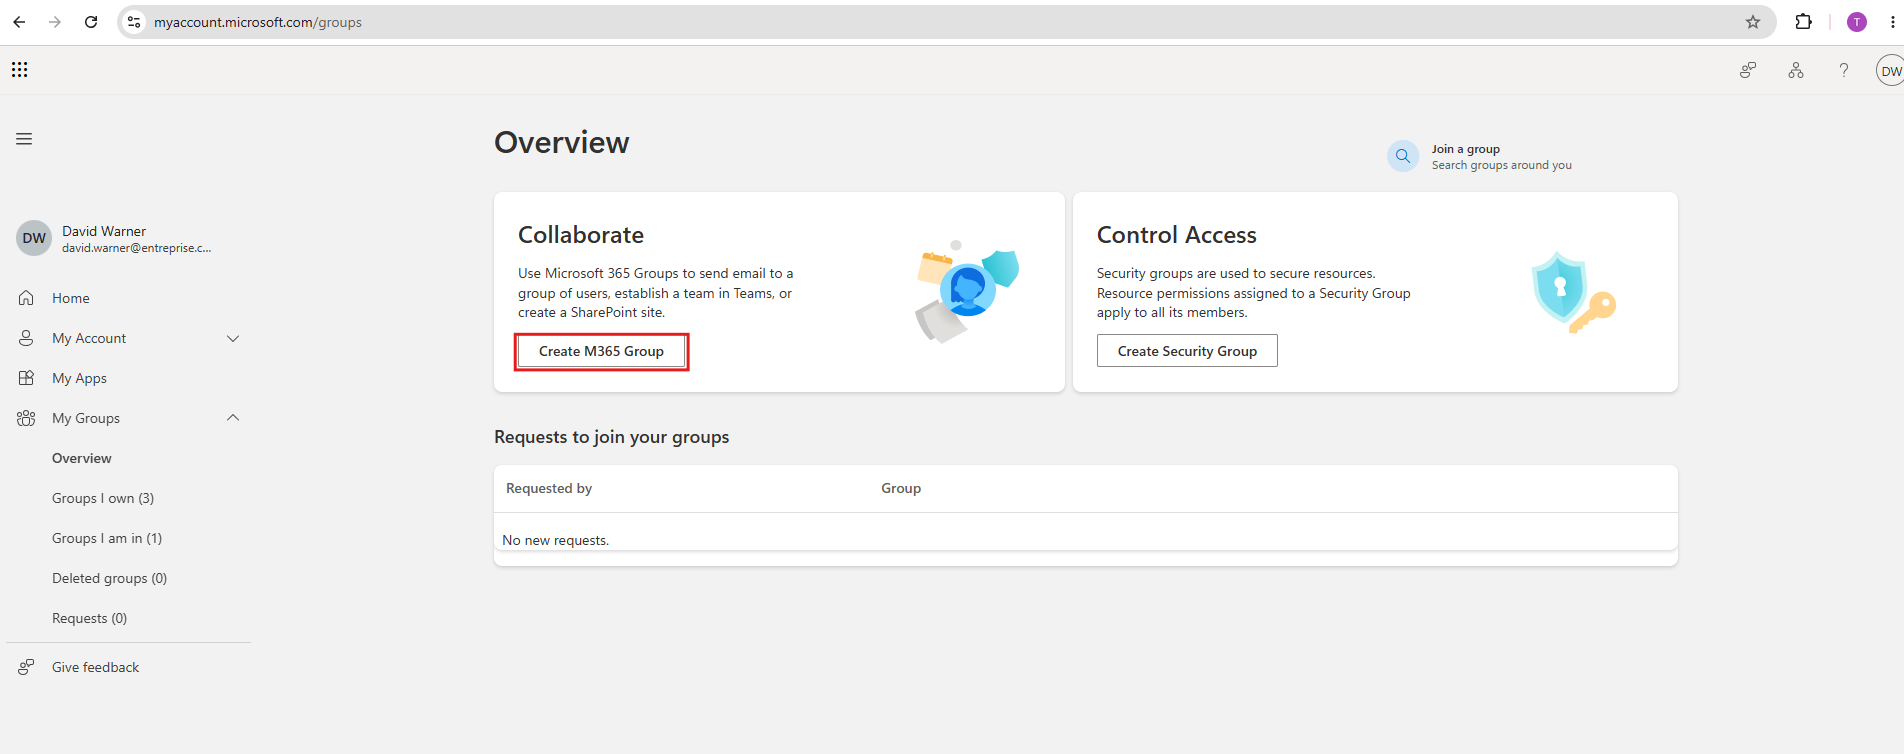 myaccount.microsoft.com/groups
T
DW
Overview
Join a group
Search groups around you
DW
David Warner
david.warner@entreprise.c...
Home
My Account
My Apps
My Groups
Overview
Groups I own (3)
Groups I am in (1)
Deleted groups (0)
Requests (0)
Give feedback
Collaborate
Use Microsoft 365 Groups to send email to a
group of users, establish a team in Teams, or
create a SharePoint site.
Create M365 Group
Control Access
Security groups are used to secure resources.
Resource permissions assigned to a Security Group
apply to all its members.
Create Security Group
Requests to join your groups
Requested by Group
No new requests.